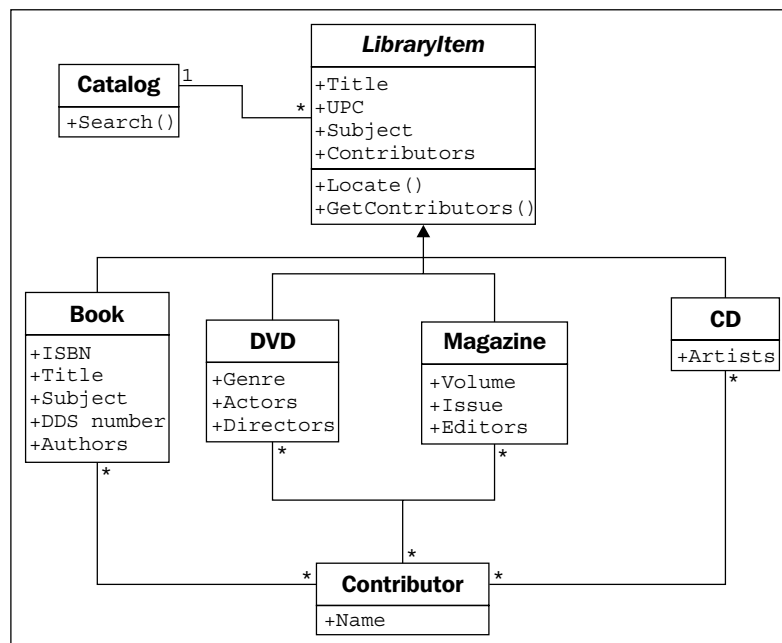 LibraryItem
+Title
+UPC
+Subject
+Contributors
+Locate()
+GetContributors()
Catalog
+Search()
1
*
Book
+ISBN
+Title
+Subject
+DDS number
+Authors
*
DVD
+Genre
+Actors
+Directors
*
Magazine
+Volume
+Issue
+Editors
*
CD
+Artists
*
*
*
*
Contributor
+Name